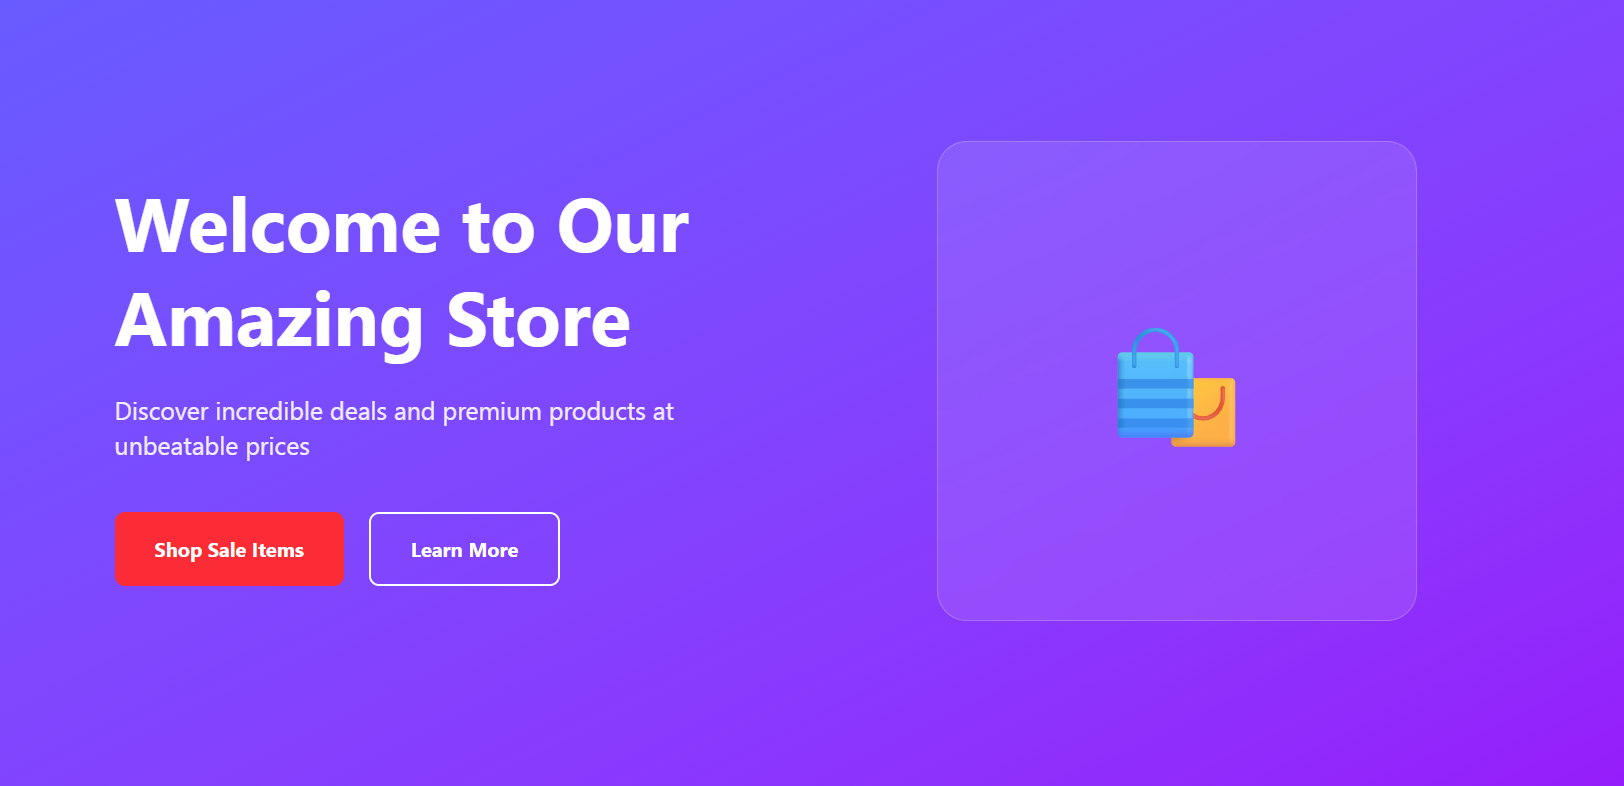 Welcome to Our
Amazing Store
Discover incredible deals and premium products at
unbeatable prices
Shop Sale Items
Learn More